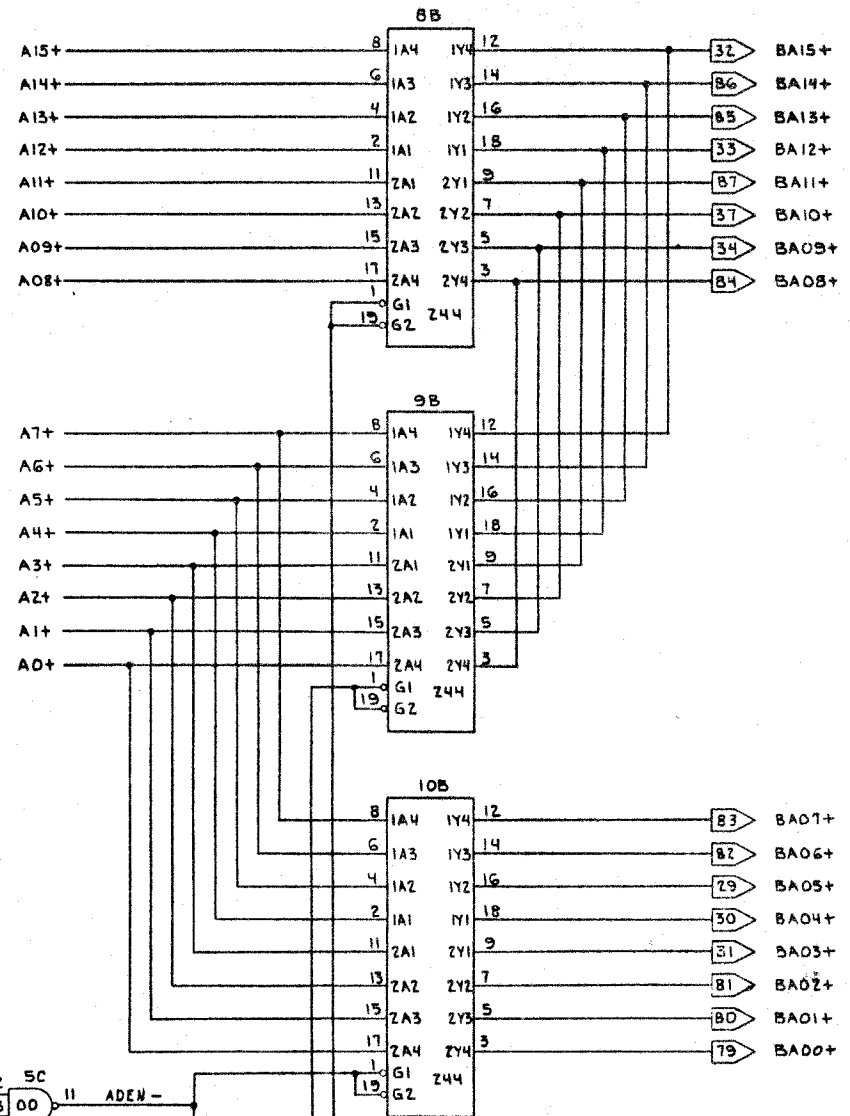 8B
A15+ 8 1A4 1Y4 12 32 BA15+
A14+ 6 1A3 1Y3 14 86 BA14+
A13+ 4 1A2 1Y2 16 85 BA13+
A12+ 2 1A1 1Y1 18 33 BA12+
A11+ 11 2A1 2Y1 9 87 BA11+
A10+ 13 2A2 2Y2 7 37 BA10+
A09+ 15 2A3 2Y3 5 34 BA09+
A08+ 17 2A4 2Y4 3 84 BA08+
1 G1
19 G2 244
9B
A7+ 8 1A4 1Y4 12
A6+ 6 1A3 1Y3 14
A5+ 4 1A2 1Y2 16
A4+ 2 1A1 1Y1 18
A3+ 11 2A1 2Y1 9
A2+ 13 2A2 2Y2 7
A1+ 15 2A3 2Y3 5
A0+ 17 2A4 2Y4 3
1 G1 244
19 G2
10B
8 1A4 1Y4 12 83 BA07+
6 1A3 1Y3 14 82 BA06+
4 1A2 1Y2 16 29 BA05+
2 1A1 1Y1 18 30 BA04+
11 2A1 2Y1 9 31 BA03+
13 2A2 2Y2 7 81 BA02+
15 2A3 2Y3 5 80 BA01+
17 2A4 2Y4 3 79 BA00+
1 G1 244
19 G2
5C
00 11 ADEN-